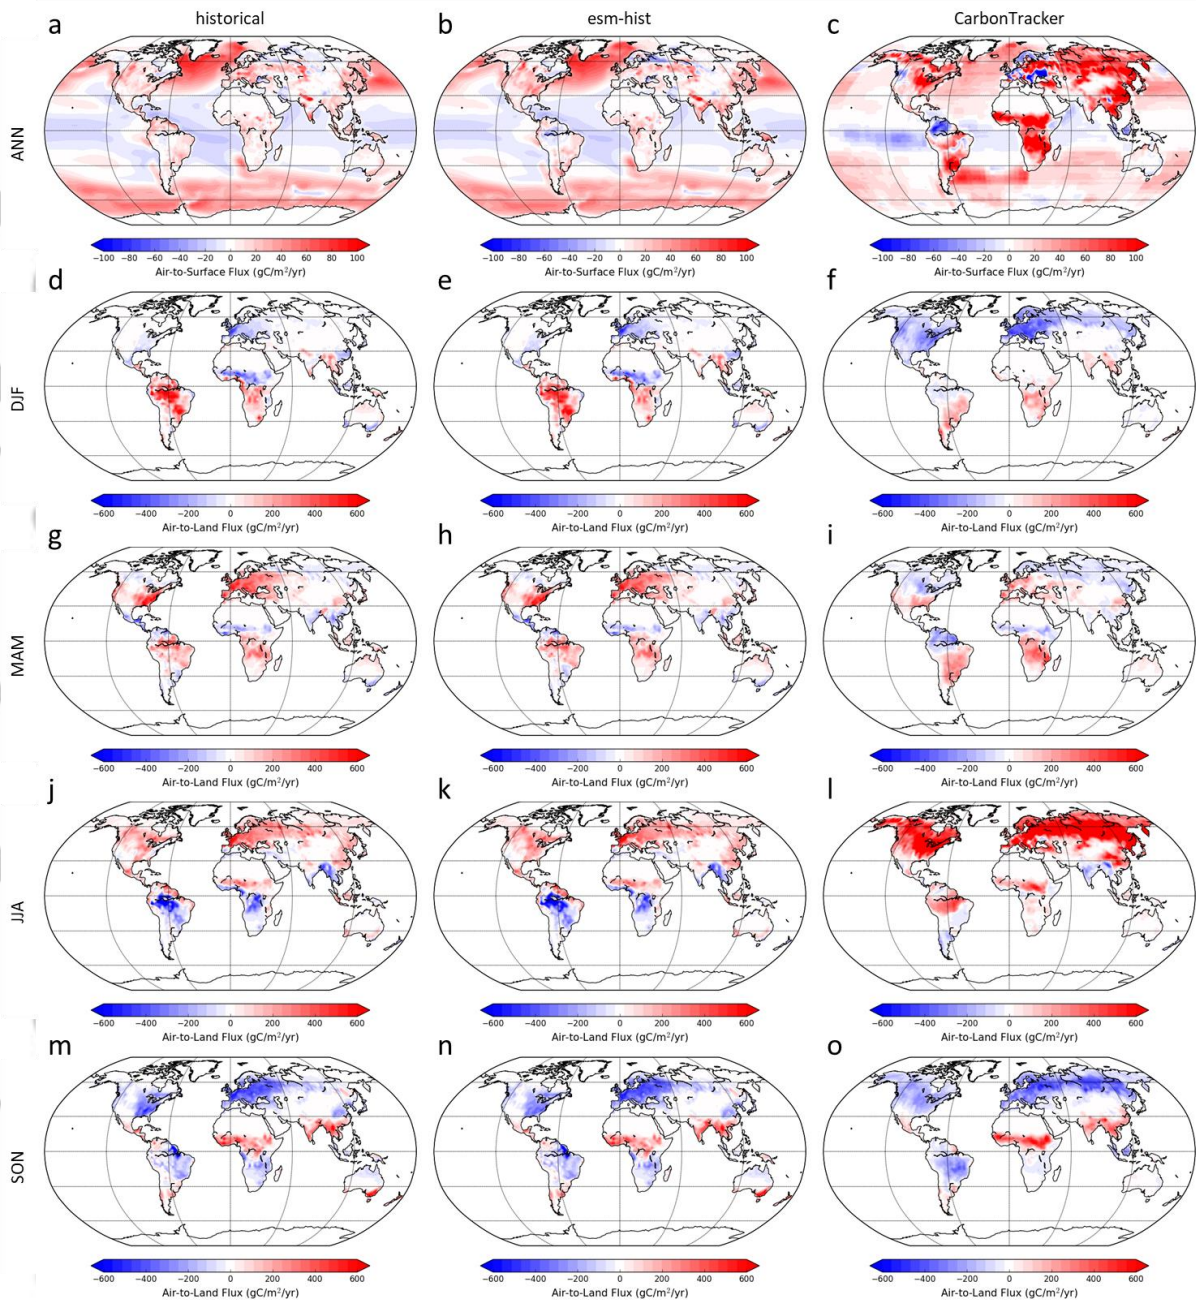 historical esm-hist CarbonTracker
a b c
ANN
−100 −80 −60 −40 −20 0 20 40 60 80 100 −100 −80 −60 −40 −20 0 20 40 60 80 100 −100 −80 −60 −40 −20 0 20 40 60 80 100
Air-to-Surface Flux (gC/m²/yr) Air-to-Surface Flux (gC/m²/yr) Air-to-Surface Flux (gC/m²/yr)
d e f
DJF
−600 −400 −200 0 200 400 600 −600 −400 −200 0 200 400 600 −600 −400 −200 0 200 400 600
Air-to-Land Flux (gC/m²/yr) Air-to-Land Flux (gC/m²/yr) Air-to-Land Flux (gC/m²/yr)
g h i
MAM
−600 −400 −200 0 200 400 600 −600 −400 −200 0 200 400 600 −600 −400 −200 0 200 400 600
Air-to-Land Flux (gC/m²/yr) Air-to-Land Flux (gC/m²/yr) Air-to-Land Flux (gC/m²/yr)
j k l
JJA
−600 −400 −200 0 200 400 600 −600 −400 −200 0 200 400 600 −600 −400 −200 0 200 400 600
Air-to-Land Flux (gC/m²/yr) Air-to-Land Flux (gC/m²/yr) Air-to-Land Flux (gC/m²/yr)
m n o
SON
−600 −400 −200 0 200 400 600 −600 −400 −200 0 200 400 600 −600 −400 −200 0 200 400 600
Air-to-Land Flux (gC/m²/yr) Air-to-Land Flux (gC/m²/yr) Air-to-Land Flux (gC/m²/yr)